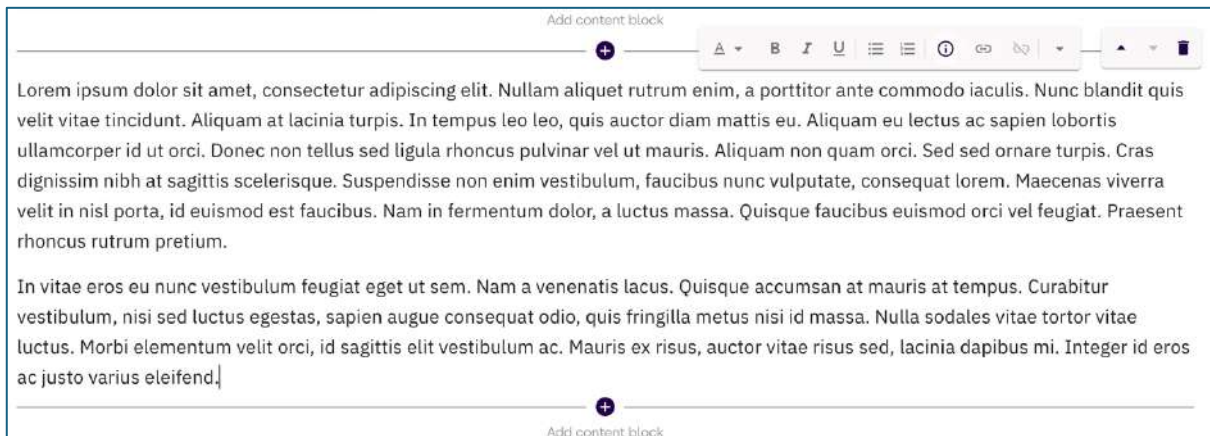 Add content block
A B I U
Lorem ipsum dolor sit amet, consectetur adipiscing elit. Nullam aliquet rutrum enim, a porttitor ante commodo iaculis. Nunc blandit quis
velit vitae tincidunt. Aliquam at lacinia turpis. In tempus leo leo, quis auctor diam mattis eu. Aliquam eu lectus ac sapien lobortis
ullamcorper id ut orci. Donec non tellus sed ligula rhoncus pulvinar vel ut mauris. Aliquam non quam orci. Sed sed ornare turpis. Cras
dignissim nibh at sagittis scelerisque. Suspendisse non enim vestibulum, faucibus nunc vulputate, consequat lorem. Maecenas viverra
velit in nisl porta, id euismod est faucibus. Nam in fermentum dolor, a luctus massa. Quisque faucibus euismod orci vel feugiat. Praesent
rhoncus rutrum pretium.
In vitae eros eu nunc vestibulum feugiat eget ut sem. Nam a venenatis lacus. Quisque accumsan at mauris at tempus. Curabitur
vestibulum, nisi sed luctus egestas, sapien augue consequat odio, quis fringilla metus nisi id massa. Nulla sodales vitae tortor vitae
luctus. Morbi elementum velit orci, id sagittis elit vestibulum ac. Mauris ex risus, auctor vitae risus sed, lacinia dapibus mi. Integer id eros
ac justo varius eleifend.
Add content block